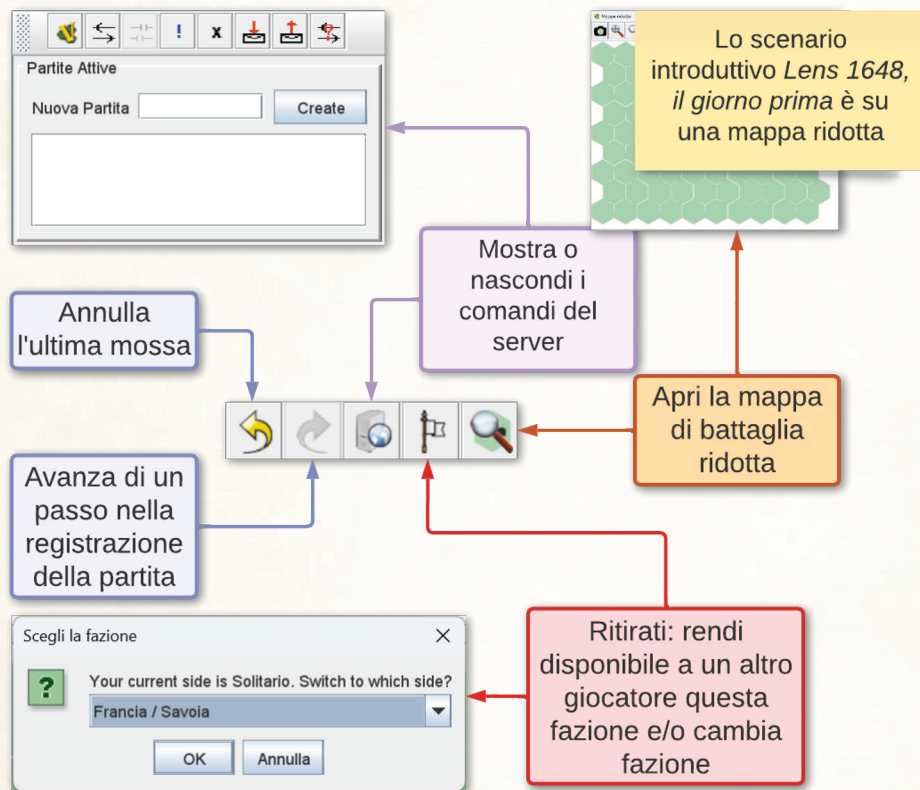 Partite Attive
Nuova Partita
Create
Mappa ridotta
Lo scenario
introduttivo Lens 1648,
il giorno prima è su
una mappa ridotta
Mostra o
nascondi i
comandi del
server
Annulla
l'ultima mossa
Apri la mappa
di battaglia
ridotta
Avanza di un
passo nella
registrazione
della partita
Scegli la fazione
Your current side is Solitario. Switch to which side?
Francia / Savoia
OK
Annulla
Ritirati: rendi
disponibile a un altro
giocatore questa
fazione e/o cambia
fazione